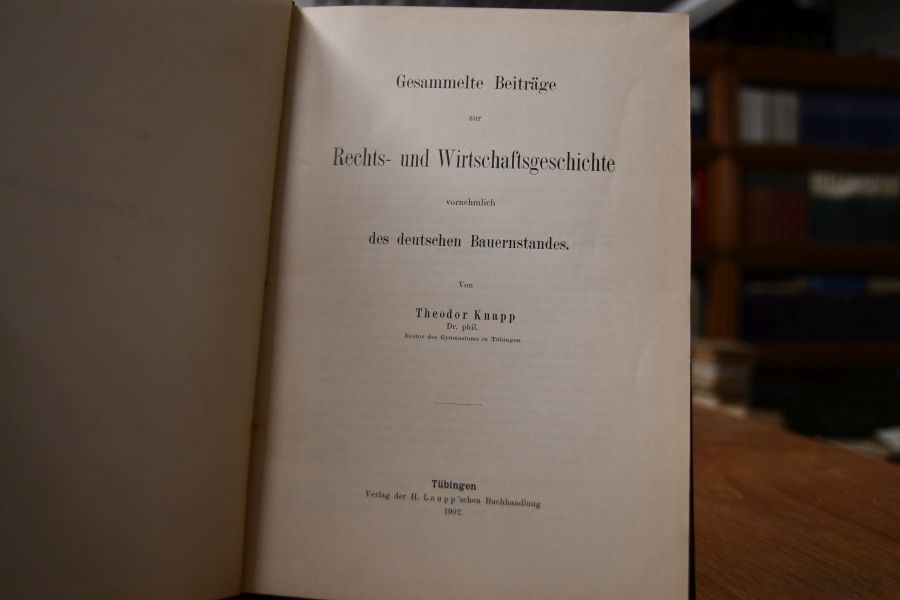 Gesammelte Beiträge
zur
Rechts- und Wirtschaftsgeschichte
vornehmlich
des deutschen Bauernstandes.
Von
Theodor Knapp
Dr. phil.
Rector des Gymnasiums in Tübingen.
Tübingen
Verlag der H. Laupp'schen Buchhandlung
1902.